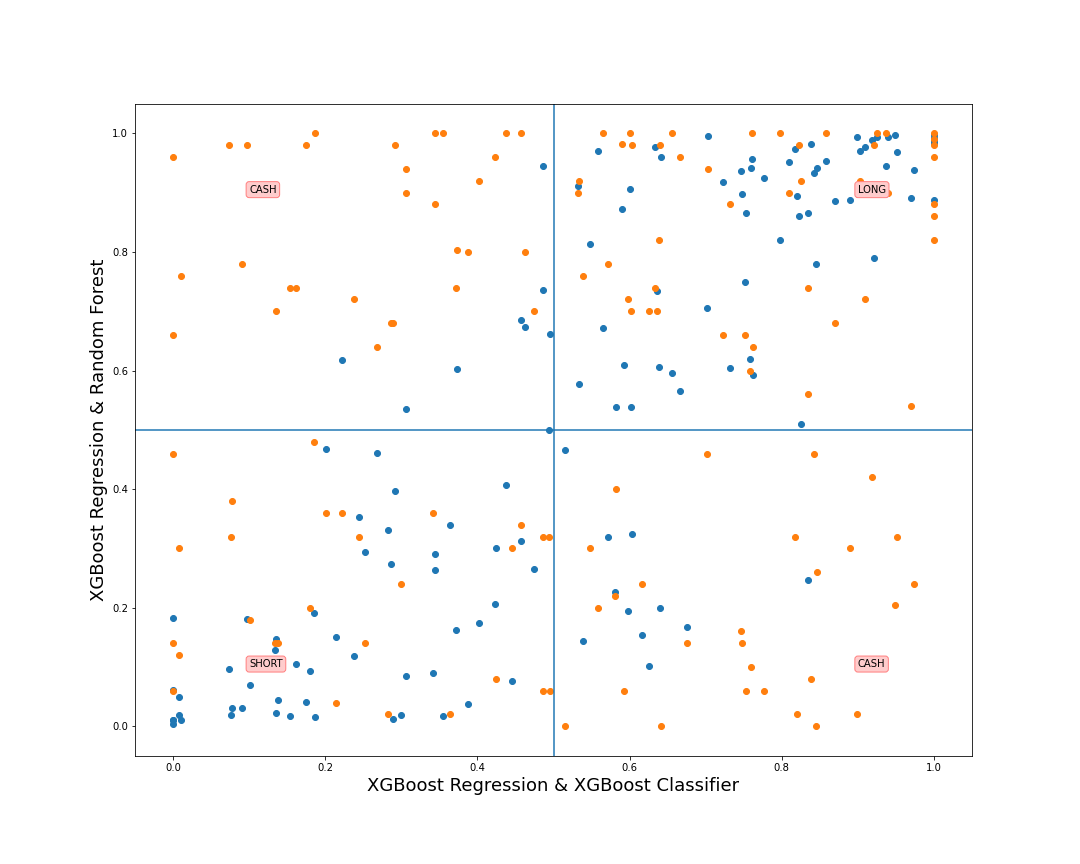 1.0
CASH
LONG
0.8
0.6
0.4
0.2
SHORT
CASH
0.0
XGBoost Regression & Random Forest
0.0 0.2 0.4 0.6 0.8 1.0
XGBoost Regression & XGBoost Classifier